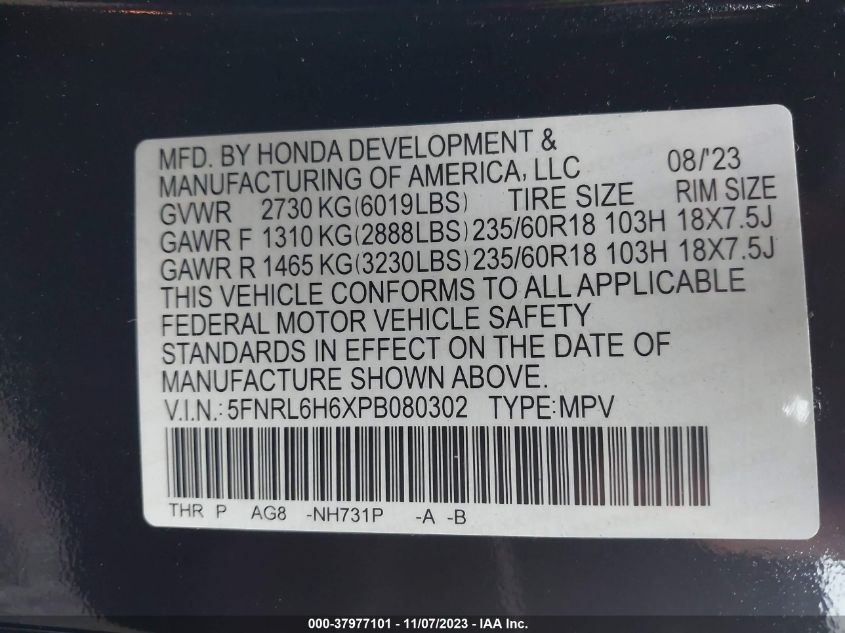 MFD. BY HONDA DEVELOPMENT &
MANUFACTURING OF AMERICA, LLC 08/'23
GVWR 2730 KG(6019LBS) TIRE SIZE RIM SIZE
GAWR F 1310 KG(2888LBS) 235/60R18 103H 18X7.5J
GAWR R 1465 KG(3230LBS) 235/60R18 103H 18X7.5J
THIS VEHICLE CONFORMS TO ALL APPLICABLE
FEDERAL MOTOR VEHICLE SAFETY
STANDARDS IN EFFECT ON THE DATE OF
MANUFACTURE SHOWN ABOVE.
V.I.N.: 5FNRL6H6XPB080302 TYPE:MPV
THR P AG8 -NH731P -A -B
000-37977101 - 11/07/2023 - IAA Inc.